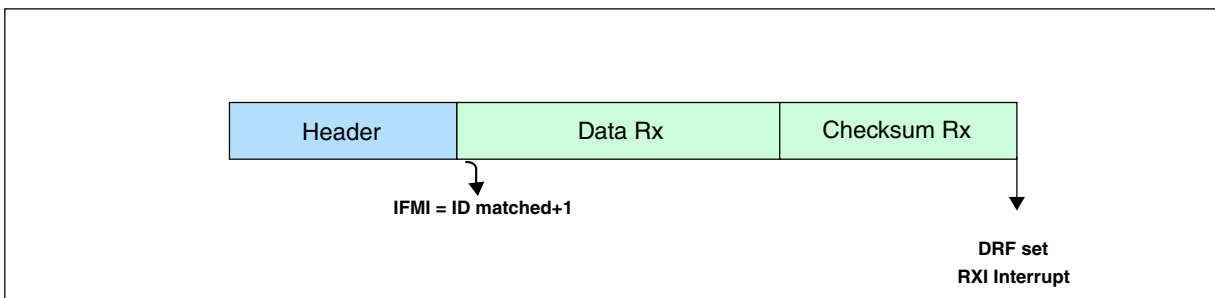 Header
Data Rx
Checksum Rx
IFMI = ID matched+1
DRF set
RXI Interrupt